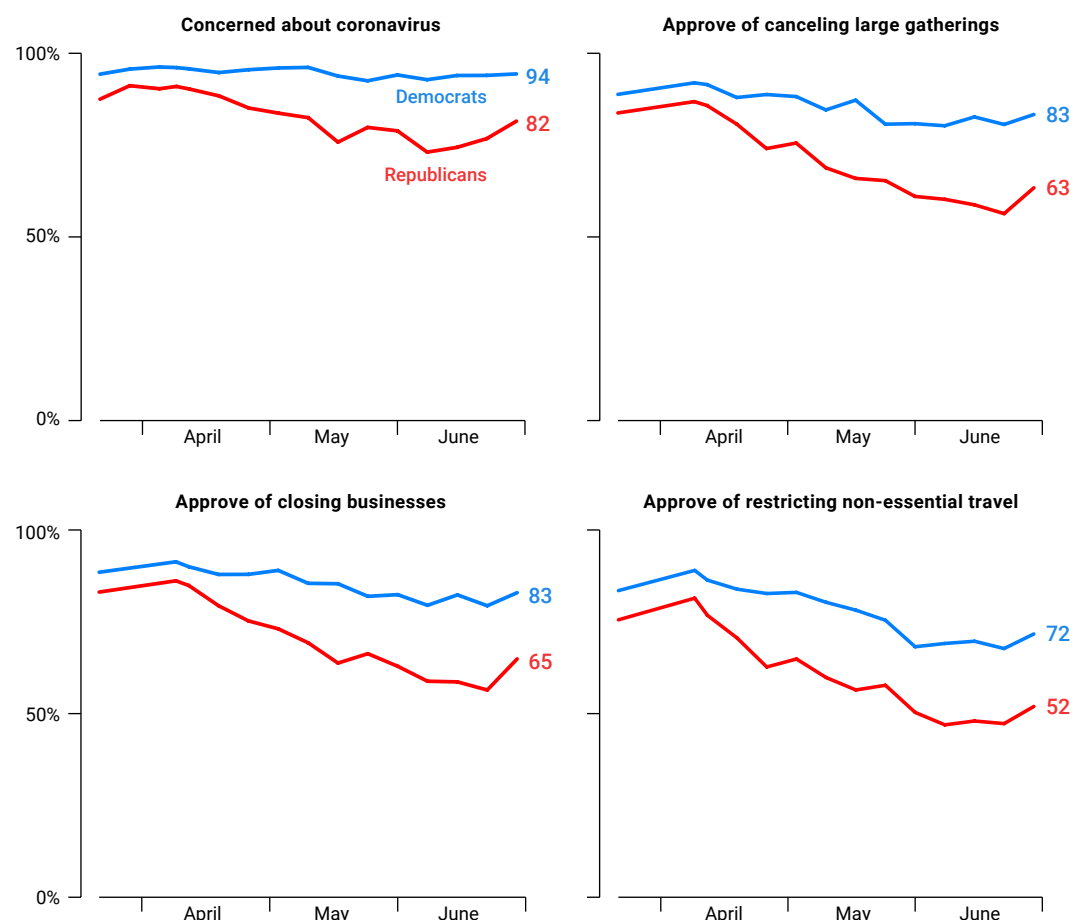 Concerned about coronavirus
100%
50%
0%
94
Democrats
82
Republicans
April May June
Approve of canceling large gatherings
83
63
April May June
Approve of closing businesses
100%
50%
0%
83
65
April May June
Approve of restricting non-essential travel
72
52
April May June